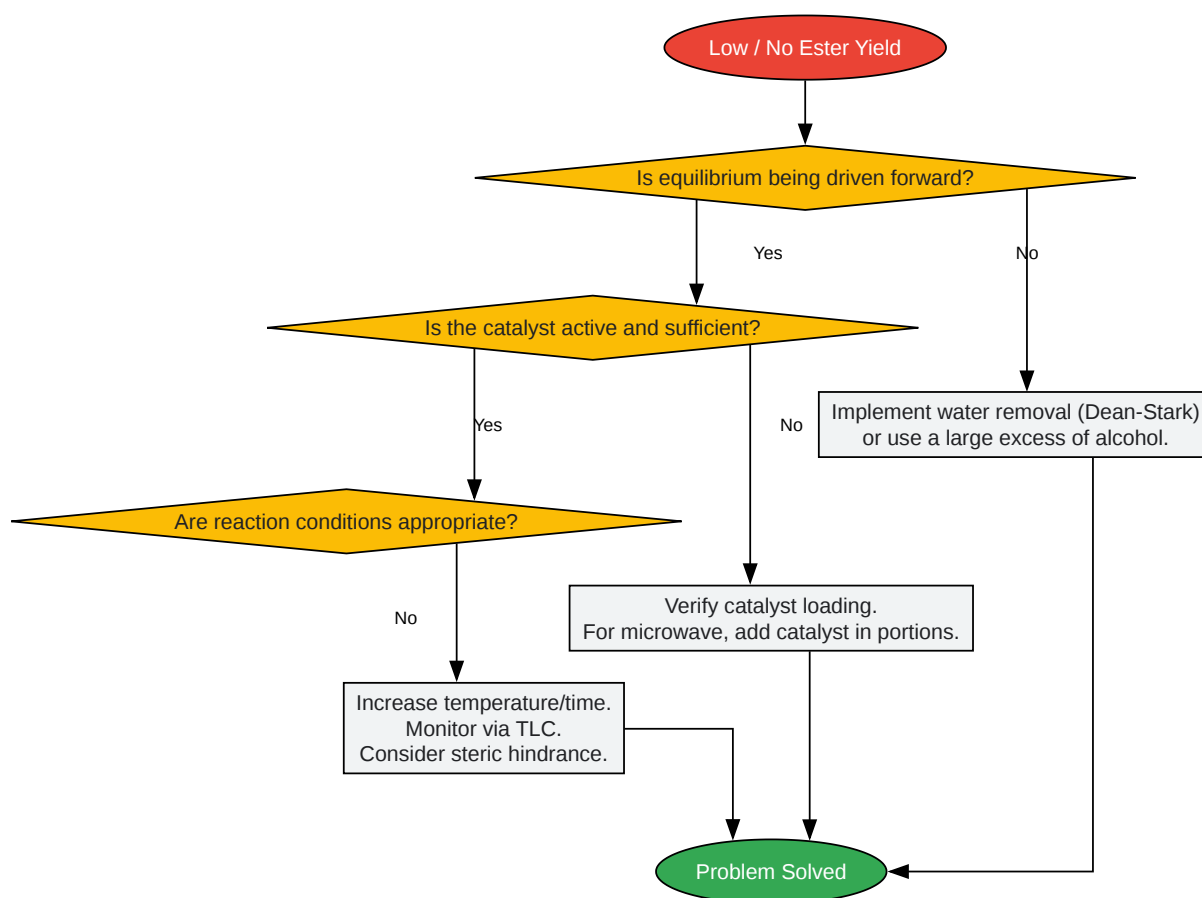 Low / No Ester Yield
Is equilibrium being driven forward?
Yes
No
Is the catalyst active and sufficient?
Implement water removal (Dean-Stark)
or use a large excess of alcohol.
Yes
No
Are reaction conditions appropriate?
Verify catalyst loading.
For microwave, add catalyst in portions.
No
Increase temperature/time.
Monitor via TLC.
Consider steric hindrance.
Problem Solved